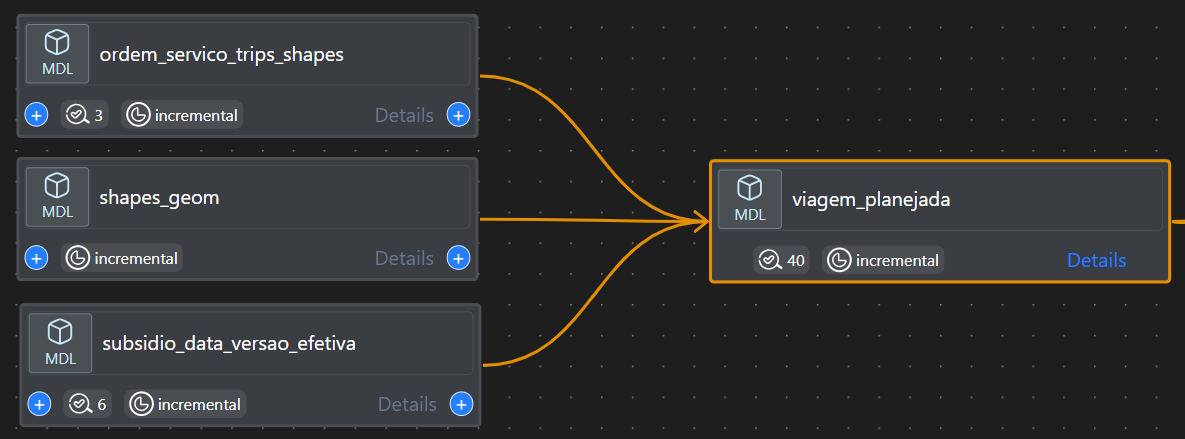 MDL
ordem_servico_trips_shapes
3
incremental
Details
MDL
shapes_geom
incremental
Details
MDL
subsidio_data_versao_efetiva
6
incremental
Details
MDL
viagem_planejada
40
incremental
Details